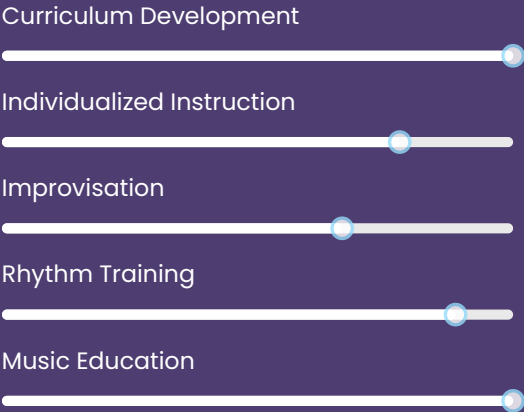 Curriculum Development
Individualized Instruction
Improvisation
Rhythm Training
Music Education